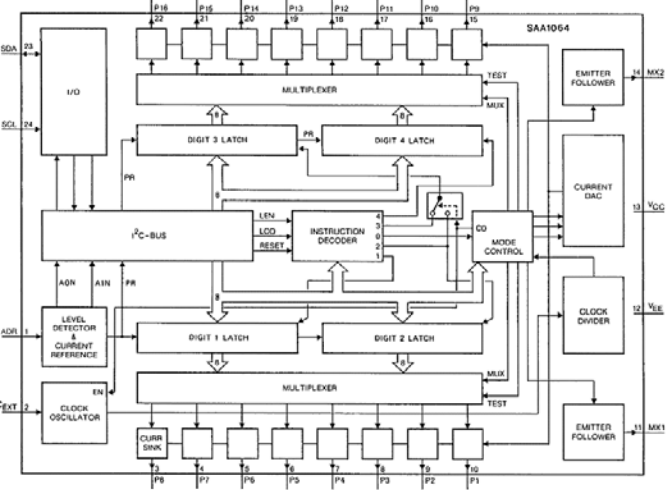 P16 P15 P14 P13 P12 P11 P10 P9
22 21 20 19 18 17 16 15
SAA1064
SDA 23
I/O
SCL 24
MULTIPLEXER
TEST
MUX
EMITTER
FOLLOWER
14 MX2
8 8
DIGIT 3 LATCH
PR
DIGIT 4 LATCH
PR
8
CURRENT
DAC
13 VCC
I2C-BUS
LEN
LCO
RESET
INSTRUCTION
DECODER
4
3
0
2
1
CO
MODE
CONTROL
A0N A1N PR
8
CLOCK
DIVIDER
12 VEE
ADR 1
LEVEL
DETECTOR
&
CURRENT
REFERENCE
DIGIT 1 LATCH
DIGIT 2 LATCH
8 8
MUX
TEST
MULTIPLEXER
EN
EXT 2
CLOCK
OSCILLATOR
CURR
SINK
EMITTER
FOLLOWER
11 MX1
3 4 5 6 7 8 9 10
P8 P7 P6 P5 P4 P3 P2 P1